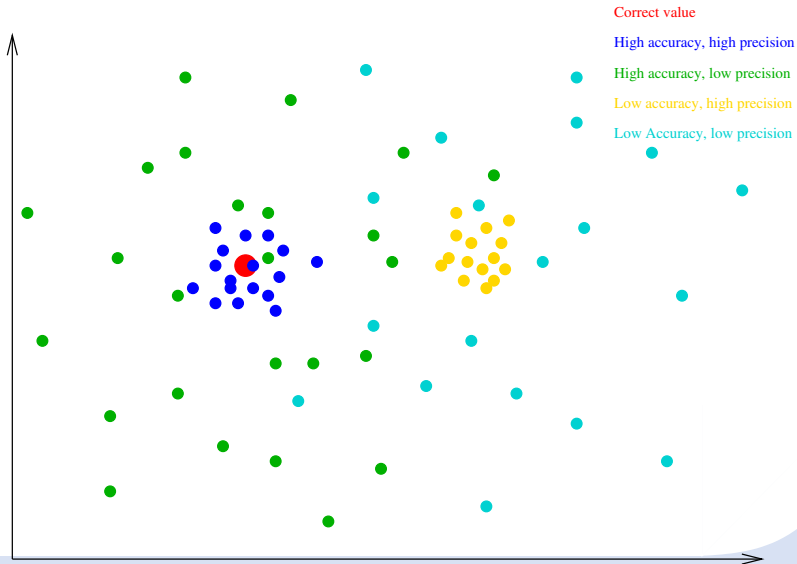 Correct value
High accuracy, high precision
High accuracy, low precision
Low accuracy, high precision
Low Accuracy, low precision